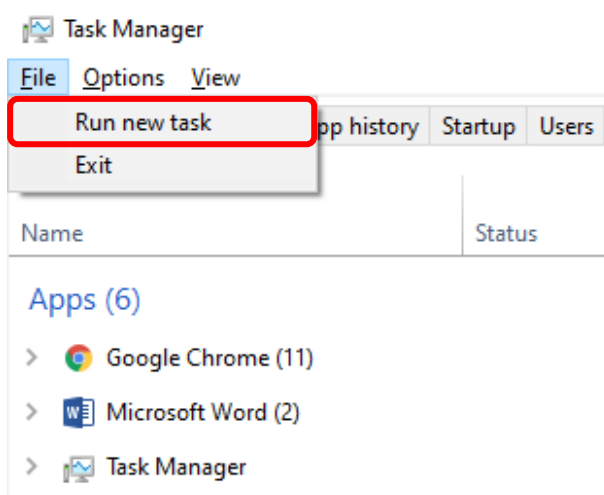 Task Manager
File Options View
Run new task
pp history Startup Users
Exit
Name Status
Apps (6)
Google Chrome (11)
Microsoft Word (2)
Task Manager